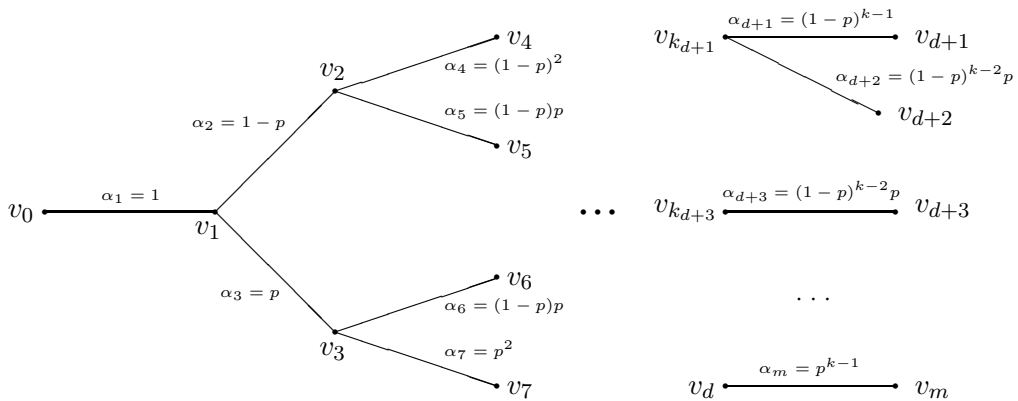 v_4
v_{k_{d+1}}
α_{d+1} = (1 − p)^{k−1}
v_{d+1}
α_4 = (1 − p)^2
v_2
α_{d+2} = (1 − p)^{k−2}p
α_2 = 1 − p
α_5 = (1 − p)p
v_{d+2}
v_5
α_1 = 1
α_{d+3} = (1 − p)^{k−2}p
v_0
v_1
•••
v_{k_{d+3}}
v_{d+3}
α_3 = p
v_6
α_6 = (1 − p)p
. . .
v_3
α_7 = p^2
α_m = p^{k−1}
v_7
v_d
v_m